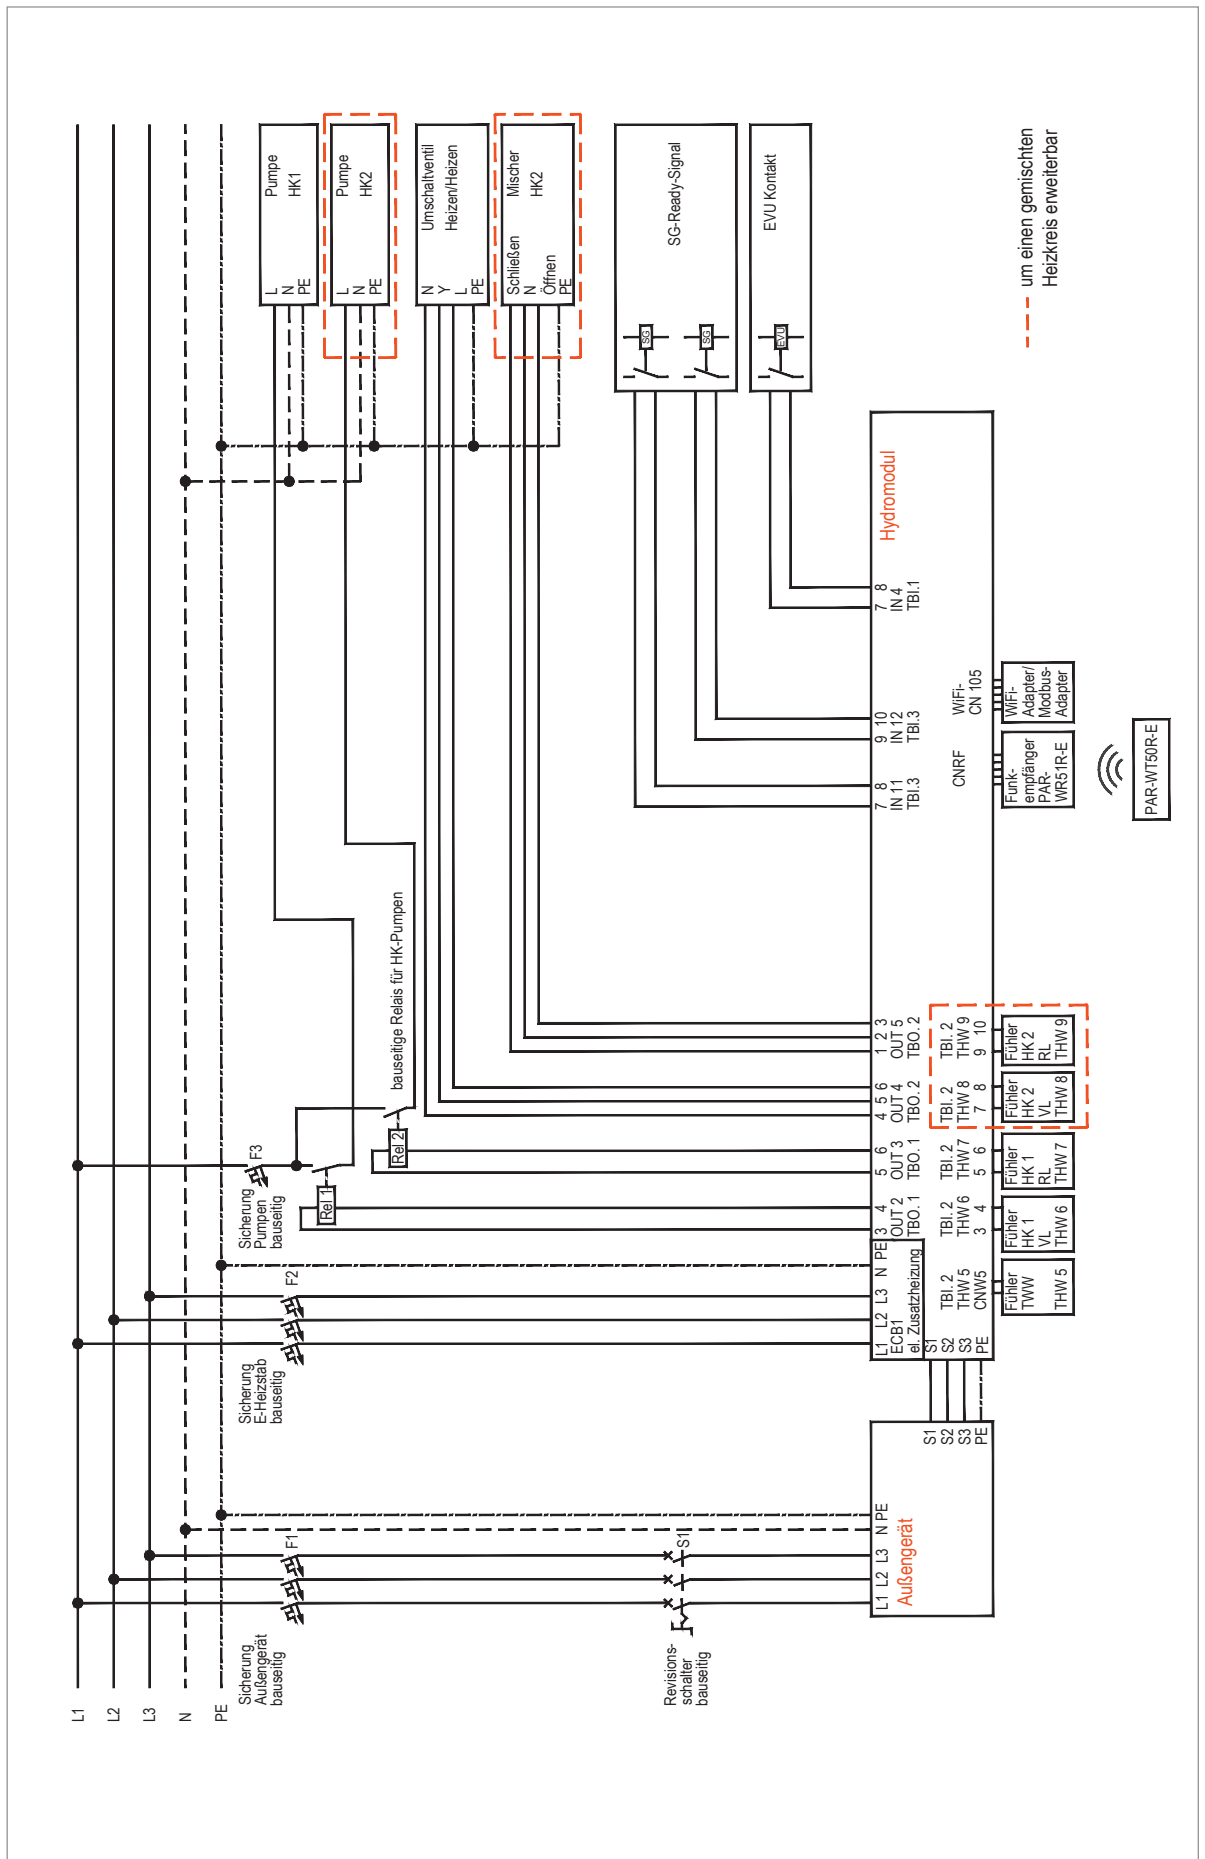 L1
L2
L3
N
PE
Sicherung
Außengerät
bauseitig
F1
Revisions-
schalter
bauseitig
S1
L1 L2 L3 N PE
Außengerät
S1
S2
S3
PE
Sicherung
E-Heizstab
bauseitig
F2
Sicherung
Pumpen
bauseitig
F3
Rel 1
Rel 2
bauseitige Relais für HK-Pumpen
Pumpe
HK1
L
N
PE
Pumpe
HK2
L
N
PE
Umschaltventil
Heizen/Heizen
N
Y
L
PE
Mischer
HK2
Schließen
N
Öffnen
PE
SG-Ready-Signal
SG
SG
EVU Kontakt
EVU
um einen gemischten
Heizkreis erweiterbar
Hydromodul
L1 L2 L3 N PE
ECB1
el. Zusatzheizung
S1
S2
S3
PE
3 4
OUT 2
TBO. 1
5 6
OUT 3
TBO. 1
4 5 6
OUT 4
TBO. 2
1 2 3
OUT 5
TBO. 2
7 8
IN 11
TBI.3
9 10
IN 12
TBI.3
7 8
IN 4
TBI.1
TBI. 2
THW 5
CNW5
TBI. 2
THW 6
3 4
TBI. 2
THW 7
5 6
TBI. 2
THW 8
7 8
TBI. 2
THW 9
9 10
CNRF
WiFi-
CN 105
Fühler
TWW
THW 5
Fühler
HK 1
VL
THW 6
Fühler
HK 1
RL
THW 7
Fühler
HK 2
VL
THW 8
Fühler
HK 2
RL
THW 9
Funk-
empfänger
PAR-
WR51R-E
WiFi-
Adapter/
Modbus-
Adapter
PAR-WT50R-E